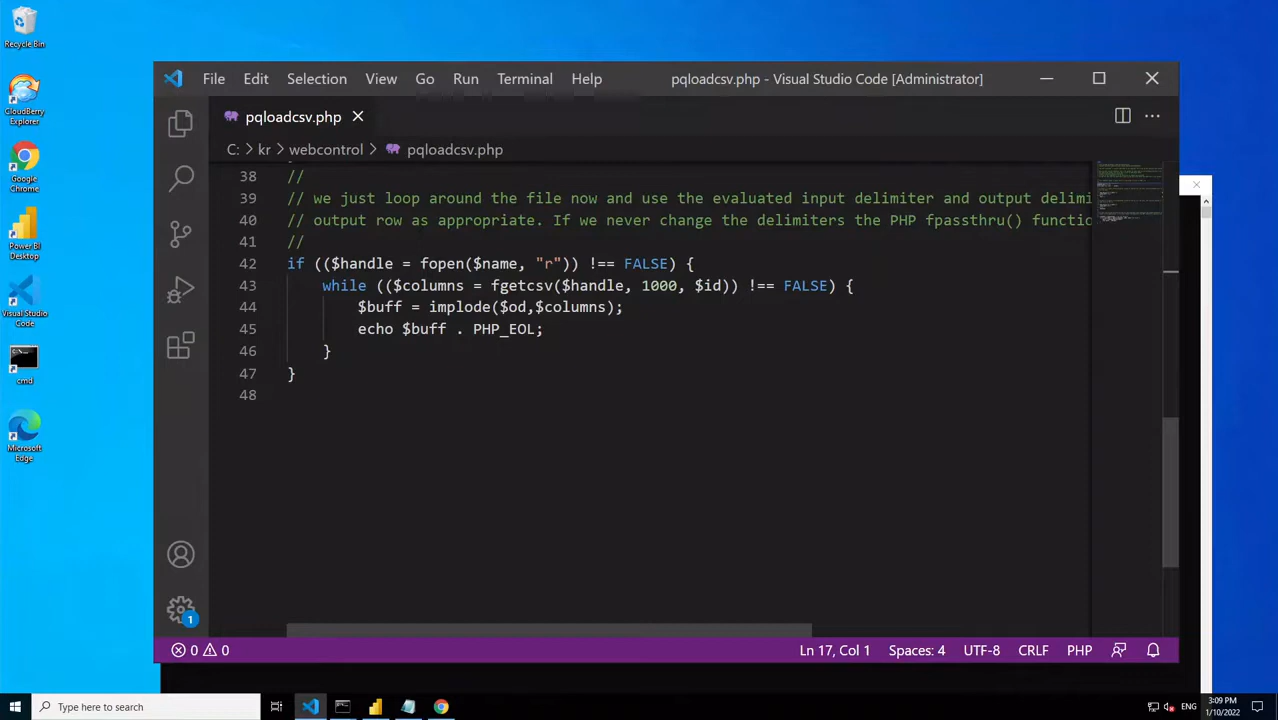 Recycle Bin
CloudBerry
Explorer
Google
Chrome
Power BI
Desktop
Visual Studio
Code
cmd
Microsoft
Edge
File Edit Selection View Go Run Terminal Help pqloadcsv.php - Visual Studio Code [Administrator]
pqloadcsv.php
C: > kr > webcontrol > pqloadcsv.php
38 //
39 // we just loop around the file now and use the evaluated input delimiter and output delimi
40 // output row as appropriate. If we never change the delimiters the PHP fpassthru() functio
41 //
42 if (($handle = fopen($name, "r")) !== FALSE) {
43 while (($columns = fgetcsv($handle, 1000, $id)) !== FALSE) {
44 $buff = implode($od,$columns);
45 echo $buff . PHP_EOL;
46 }
47 }
48
1
0 0 Ln 17, Col 1 Spaces: 4 UTF-8 CRLF PHP
Type here to search
ENG
3:09 PM
1/10/2022